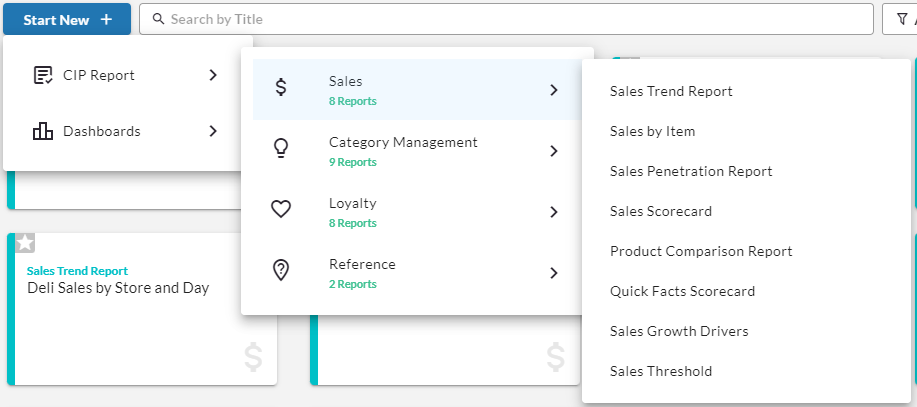 Start New +
Search by Title
CIP Report
Dashboards
Sales
8 Reports
Category Management
9 Reports
Loyalty
8 Reports
Reference
2 Reports
Sales Trend Report
Sales by Item
Sales Penetration Report
Sales Scorecard
Product Comparison Report
Quick Facts Scorecard
Sales Growth Drivers
Sales Threshold
Sales Trend Report
Deli Sales by Store and Day